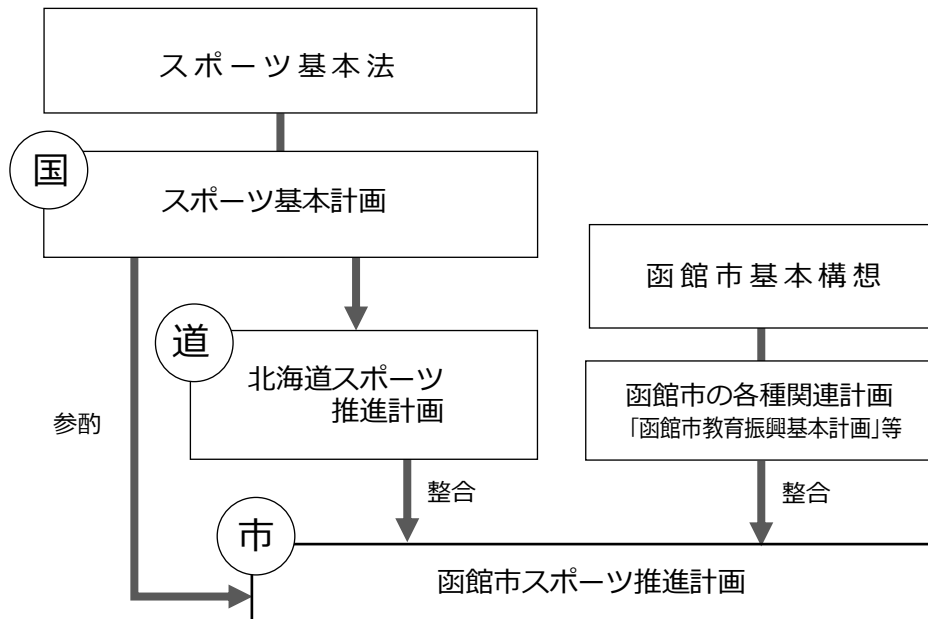 スポーツ基本法
国
スポーツ基本計画
函館市基本構想
道
北海道スポーツ
推進計画
函館市の各種関連計画
「函館市教育振興基本計画」等
参酌
整合
整合
市
函館市スポーツ推進計画